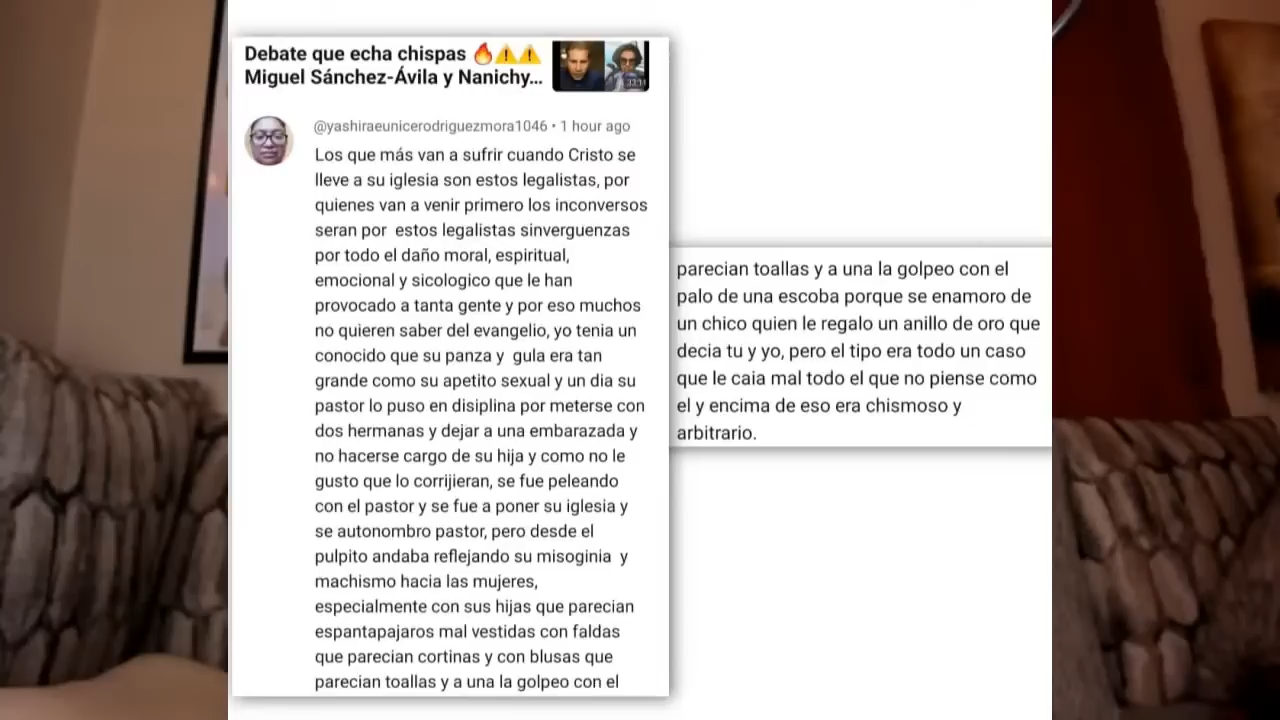 Debate que echa chispas 🔥⚠️⚠️
Miguel Sánchez-Ávila y Nanichy...
@yashiraeunicerodriguezmora1046 • 1 hour ago
Los que más van a sufrir cuando Cristo se
lleve a su iglesia son estos legalistas, por
quienes van a venir primero los inconversos
seran por estos legalistas sinverguenzas
por todo el daño moral, espiritual,
emocional y sicologico que le han
provocado a tanta gente y por eso muchos
no quieren saber del evangelio, yo tenia un
conocido que su panza y gula era tan
grande como su apetito sexual y un dia su
pastor lo puso en disiplina por meterse con
dos hermanas y dejar a una embarazada y
no hacerse cargo de su hija y como no le
gusto que lo corrijieran, se fue peleando
con el pastor y se fue a poner su iglesia y
se autonombro pastor, pero desde el
pulpito andaba reflejando su misoginia y
machismo hacia las mujeres,
especialmente con sus hijas que parecian
espantapajaros mal vestidas con faldas
que parecian cortinas y con blusas que
parecian toallas y a una la golpeo con el
parecian toallas y a una la golpeo con el
palo de una escoba porque se enamoro de
un chico quien le regalo un anillo de oro que
decia tu y yo, pero el tipo era todo un caso
que le caia mal todo el que no piense como
el y encima de eso era chismoso y
arbitrario.